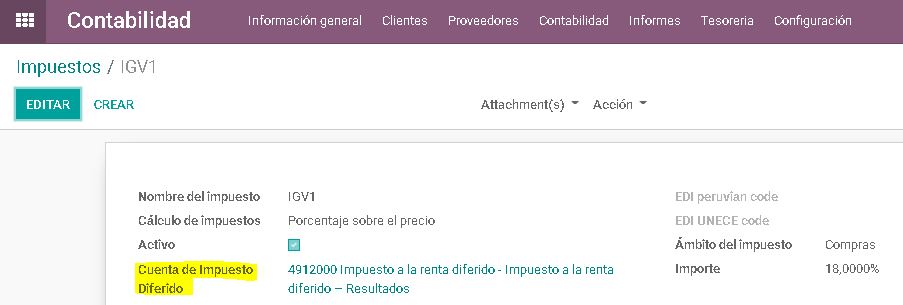 Contabilidad Información general Clientes Proveedores Contabilidad Informes Tesoreria Configuración
Impuestos / IGV1
EDITAR CREAR Attachment(s) Acción
Nombre del impuesto IGV1 EDI peruvian code
Cálculo de impuestos Porcentaje sobre el precio EDI UNECE code
Activo Ámbito del impuesto Compras
Cuenta de Impuesto 4912000 Impuesto a la renta diferido - Impuesto a la renta Importe 18,0000%
Diferido diferido – Resultados